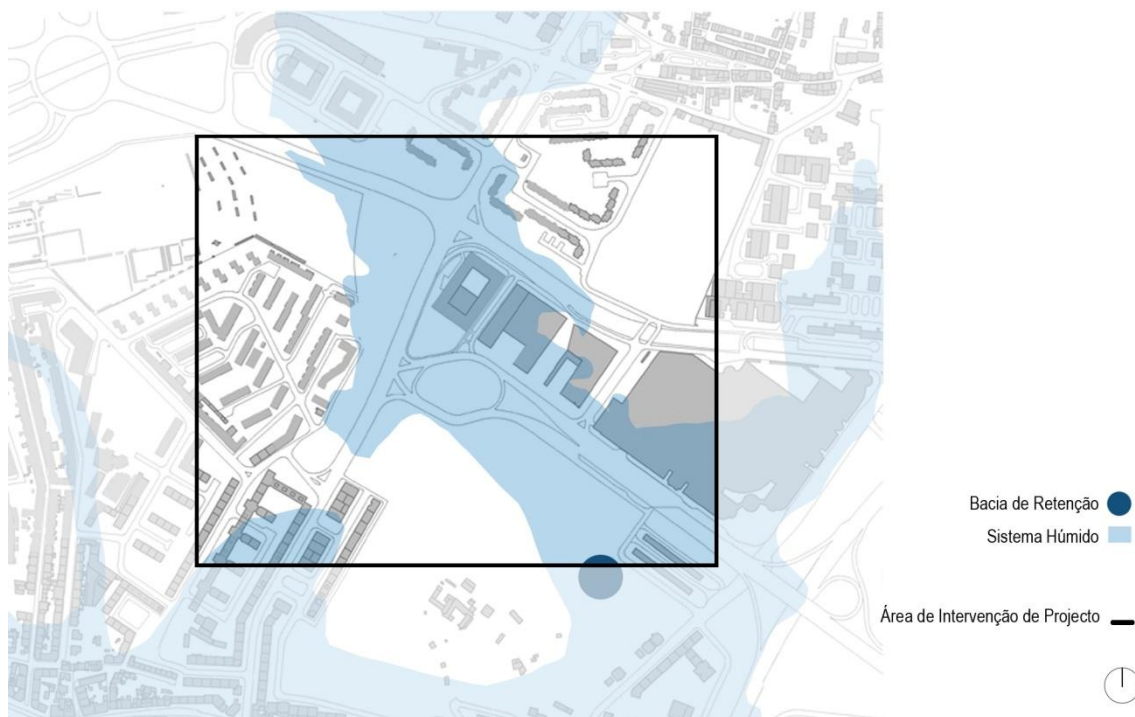 Bacia de Retenção
Sistema Húmido
Área de Intervenção de Projecto